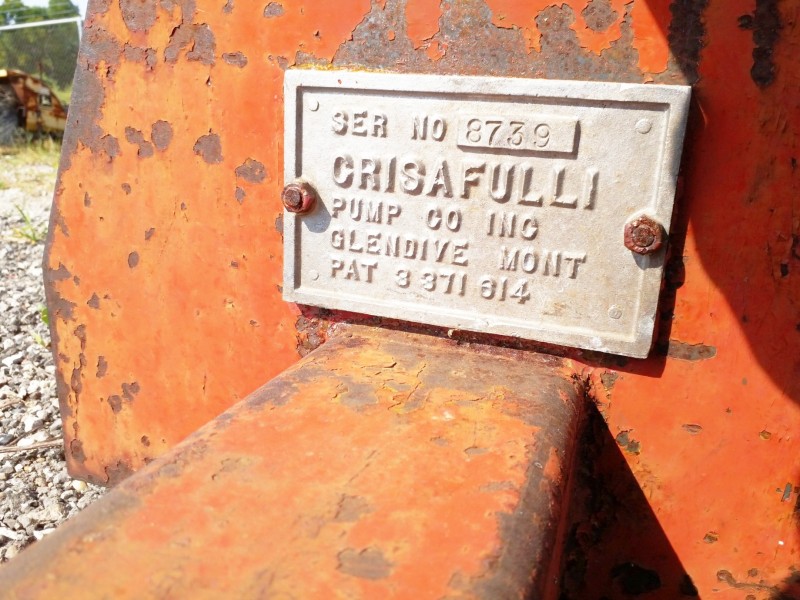 SER NO 8739
CRISAFULLI
PUMP CO INC
GLENDIVE MONT
PAT 3 371 614